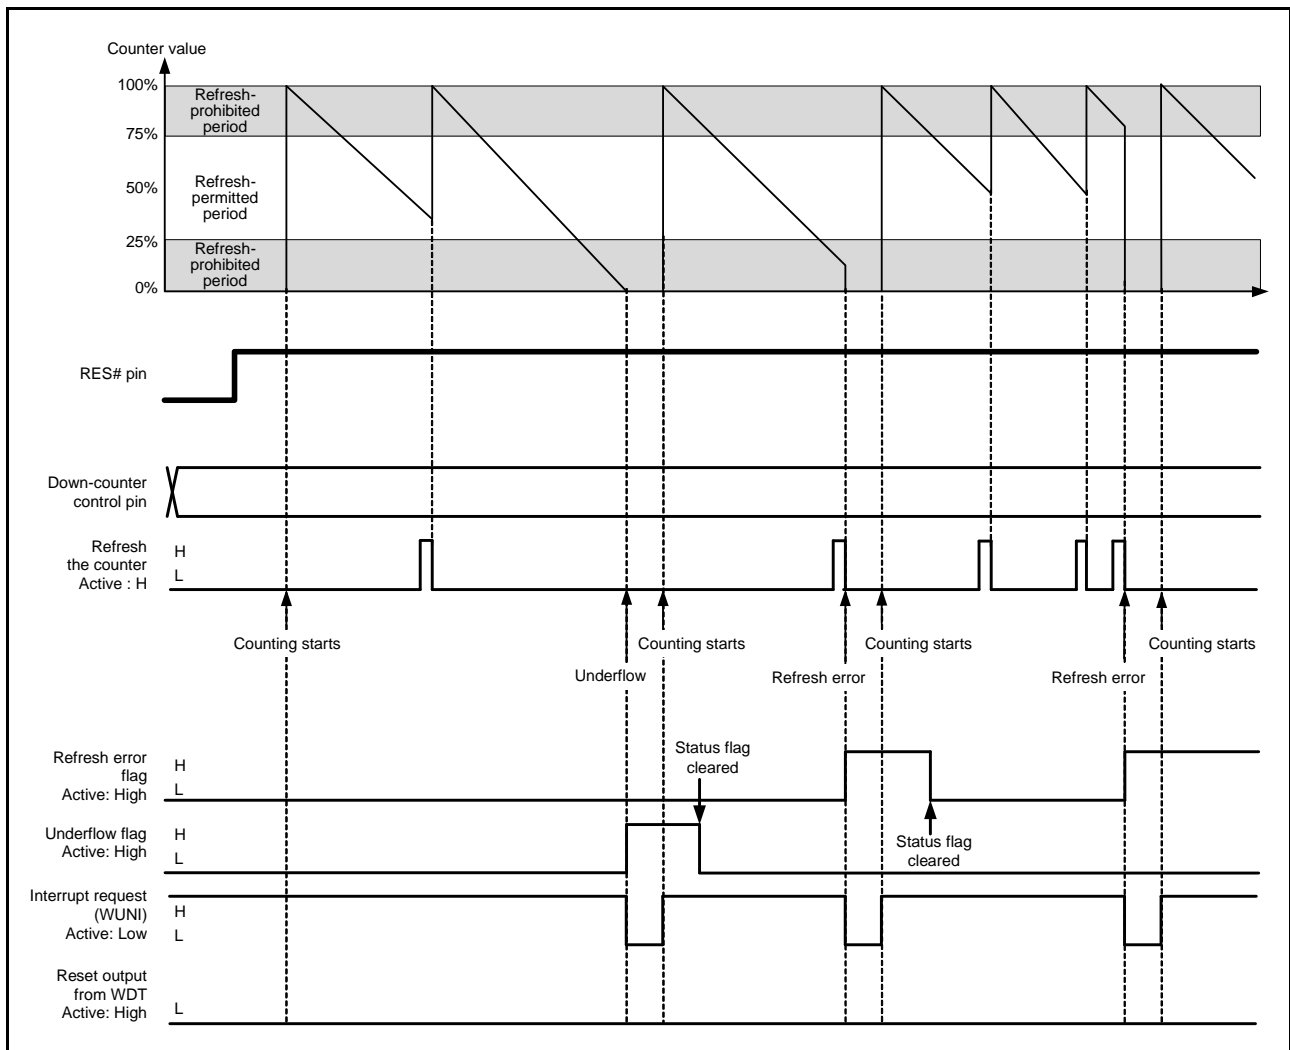 Counter value
100%
Refresh-
prohibited
period
75%
50%
Refresh-
permitted
period
25%
Refresh-
prohibited
period
0%
RES# pin
Down-counter
control pin
Refresh
the counter
Active : H
H
L
Counting starts
Counting starts
Counting starts
Counting starts
Underflow
Refresh error
Refresh error
Refresh error
flag
Active: High
H
L
Status flag
cleared
Status flag
cleared
Underflow flag
Active: High
H
L
Interrupt request
(WUNI)
Active: Low
H
L
Reset output
from WDT
Active: High
L